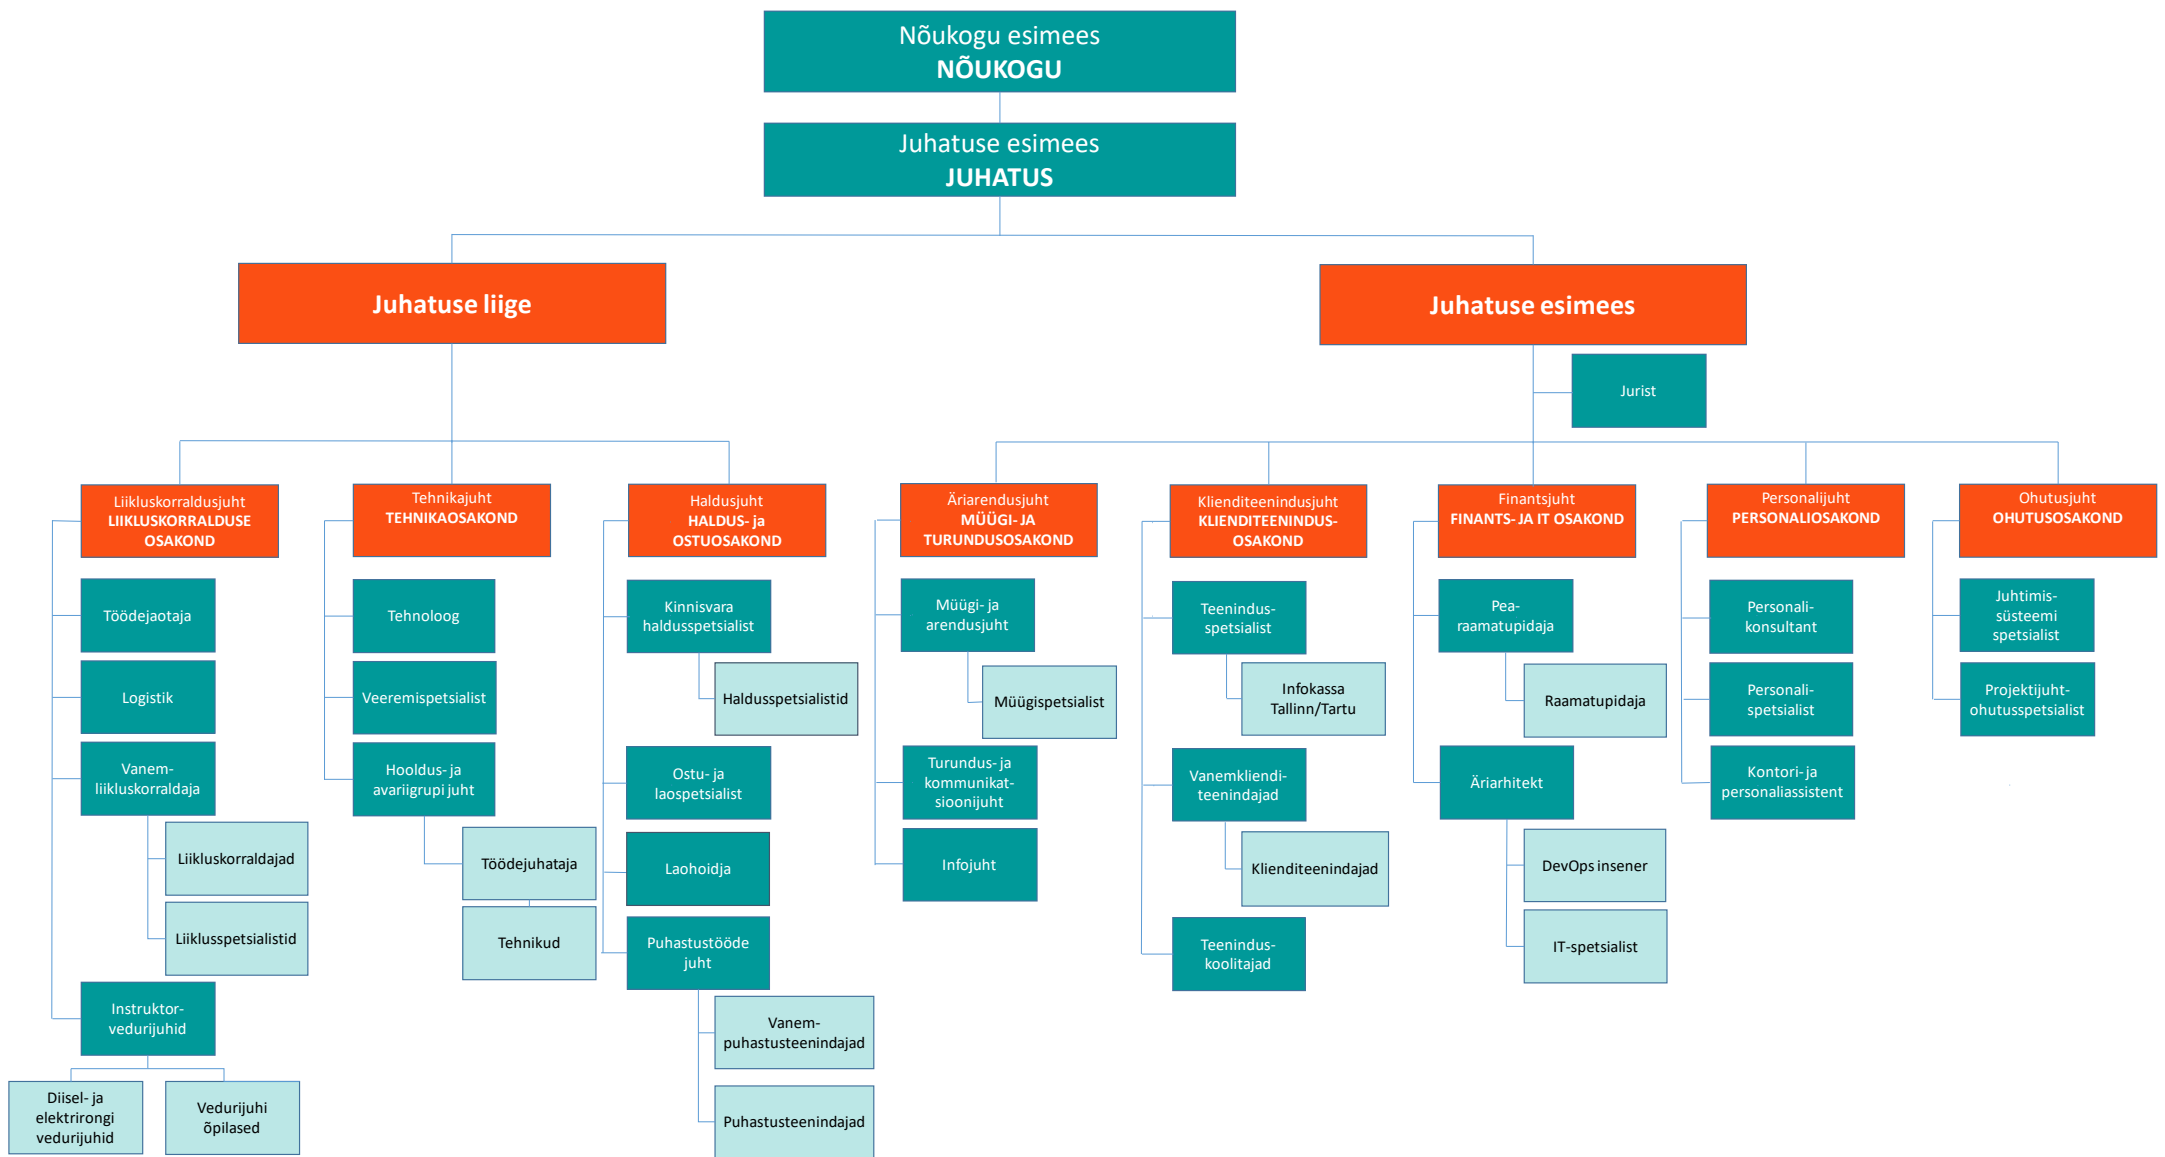 Nõukogu esimees
NÕUKOGU
Juhatuse esimees
JUHATUS
Juhatuse liige
Juhatuse esimees
Jurist
Liikluskorraldusjuht
LIIKLUSKORRALDUSE
OSAKOND
Töödejaotaja
Logistik
Vanem-
liikluskorraldaja
Liikluskorraldajad
Liiklusspetsialistid
Instruktor-
vedurijuhid
Diisel- ja
elektrirongi
vedurijuhid
Vedurijuhi
õpilased
Tehnikajuht
TEHNIKAOSAKOND
Tehnoloog
Veeremispetsialist
Hooldus- ja
avariigrupi juht
Töödejuhataja
Tehnikud
Haldusjuht
HALDUS- ja
OSTUOSAKOND
Kinnisvara
haldusspetsialist
Haldusspetsialistid
Ostu- ja
laospetsialist
Laohoidja
Puhastustööde
juht
Vanem-
puhastusteenindajad
Puhastusteenindajad
Äriarendusjuht
MÜÜGI- JA
TURUNDUSOSAKOND
Müügi- ja
arendusjuht
Müügispetsialist
Turundus- ja
kommunikat-
sioonijuht
Infojuht
Klienditeenindusjuht
KLIENDITEENINDUS-
OSAKOND
Teenindus-
spetsialist
Infokassa
Tallinn/Tartu
Vanemkliendi-
teenindajad
Klienditeenindajad
Teenindus-
koolitajad
Finantsjuht
FINANTS- JA IT OSAKOND
Pea-
raamatupidaja
Raamatupidaja
Äriarhitekt
DevOps insener
IT-spetsialist
Personalijuht
PERSONALIOSAKOND
Personali-
konsultant
Personali-
spetsialist
Kontori- ja
personaliassistent
Ohutusjuht
OHUTUSOSAKOND
Juhtimis-
süsteemi
spetsialist
Projektijuht-
ohutusspetsialist